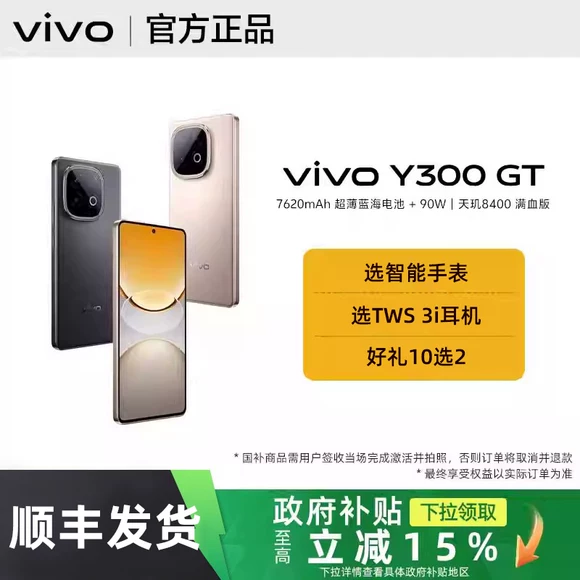 vivo | 官方正品
vivo Y300 GT
7620mAh 超薄蓝海电池 + 90W | 天玑8400 满血版
选智能手表
选TWS 3i耳机
好礼10选2
* 国补商品需用户签收当场完成激活并拍照，否则订单将取消并退款
* 最终享受权益以实际订单为准
顺丰发货
政府补贴 下拉领取
至高 立减15%
下拉详情查看具体政府补贴地区
vivo
vivo